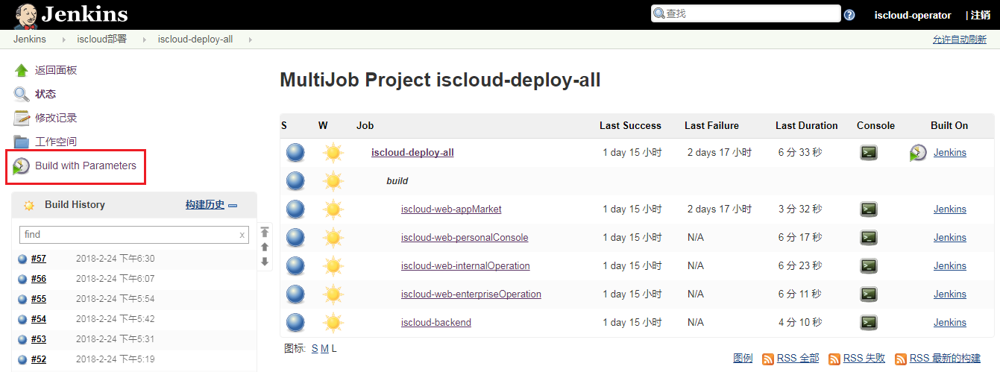 Jenkins 查找 ? iscloud-operator | 注销
Jenkins iscloud部署 iscloud-deploy-all 允许自动刷新
返回面板
状态
修改记录
工作空间
Build with Parameters
Build History 构建历史
find x
#57 2018-2-24 下午6:30
#56 2018-2-24 下午6:07
#55 2018-2-24 下午5:54
#54 2018-2-24 下午5:42
#53 2018-2-24 下午5:31
#52 2018-2-24 下午5:19
MultiJob Project iscloud-deploy-all
S W Job Last Success Last Failure Last Duration Console Built On
iscloud-deploy-all 1 day 15 小时 2 days 17 小时 6 分 33 秒 Jenkins
build
iscloud-web-appMarket 1 day 15 小时 2 days 17 小时 3 分 32 秒 Jenkins
iscloud-web-personalConsole 1 day 15 小时 N/A 6 分 17 秒 Jenkins
iscloud-web-internalOperation 1 day 15 小时 N/A 6 分 23 秒 Jenkins
iscloud-web-enterpriseOperation 1 day 15 小时 N/A 6 分 11 秒 Jenkins
iscloud-backend 1 day 15 小时 N/A 4 分 10 秒 Jenkins
图标: S M L
图例 RSS 全部 RSS 失败 RSS 最新的构建